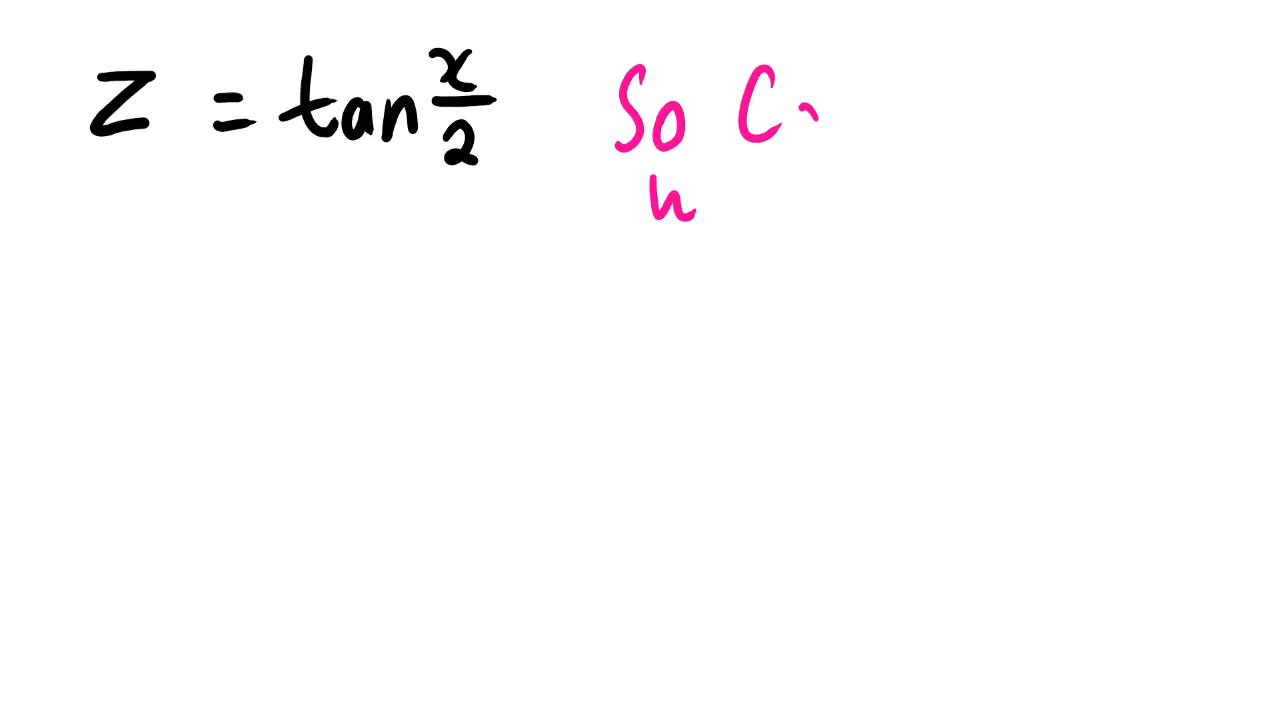 z = tan x/2 So C
h